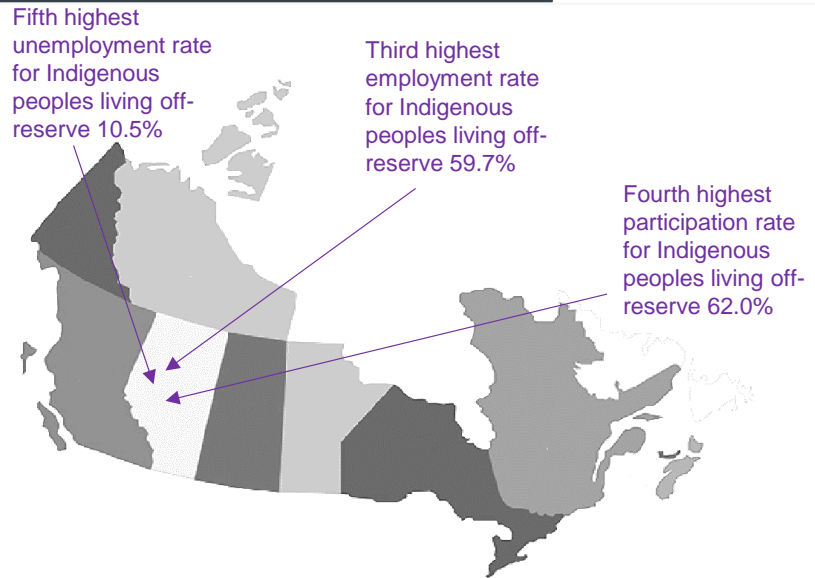 Fifth highest
unemployment rate
for Indigenous
peoples living off-
reserve 10.5%
Third highest
employment rate
for Indigenous
peoples living off-
reserve 59.7%
Fourth highest
participation rate
for Indigenous
peoples living off-
reserve 62.0%